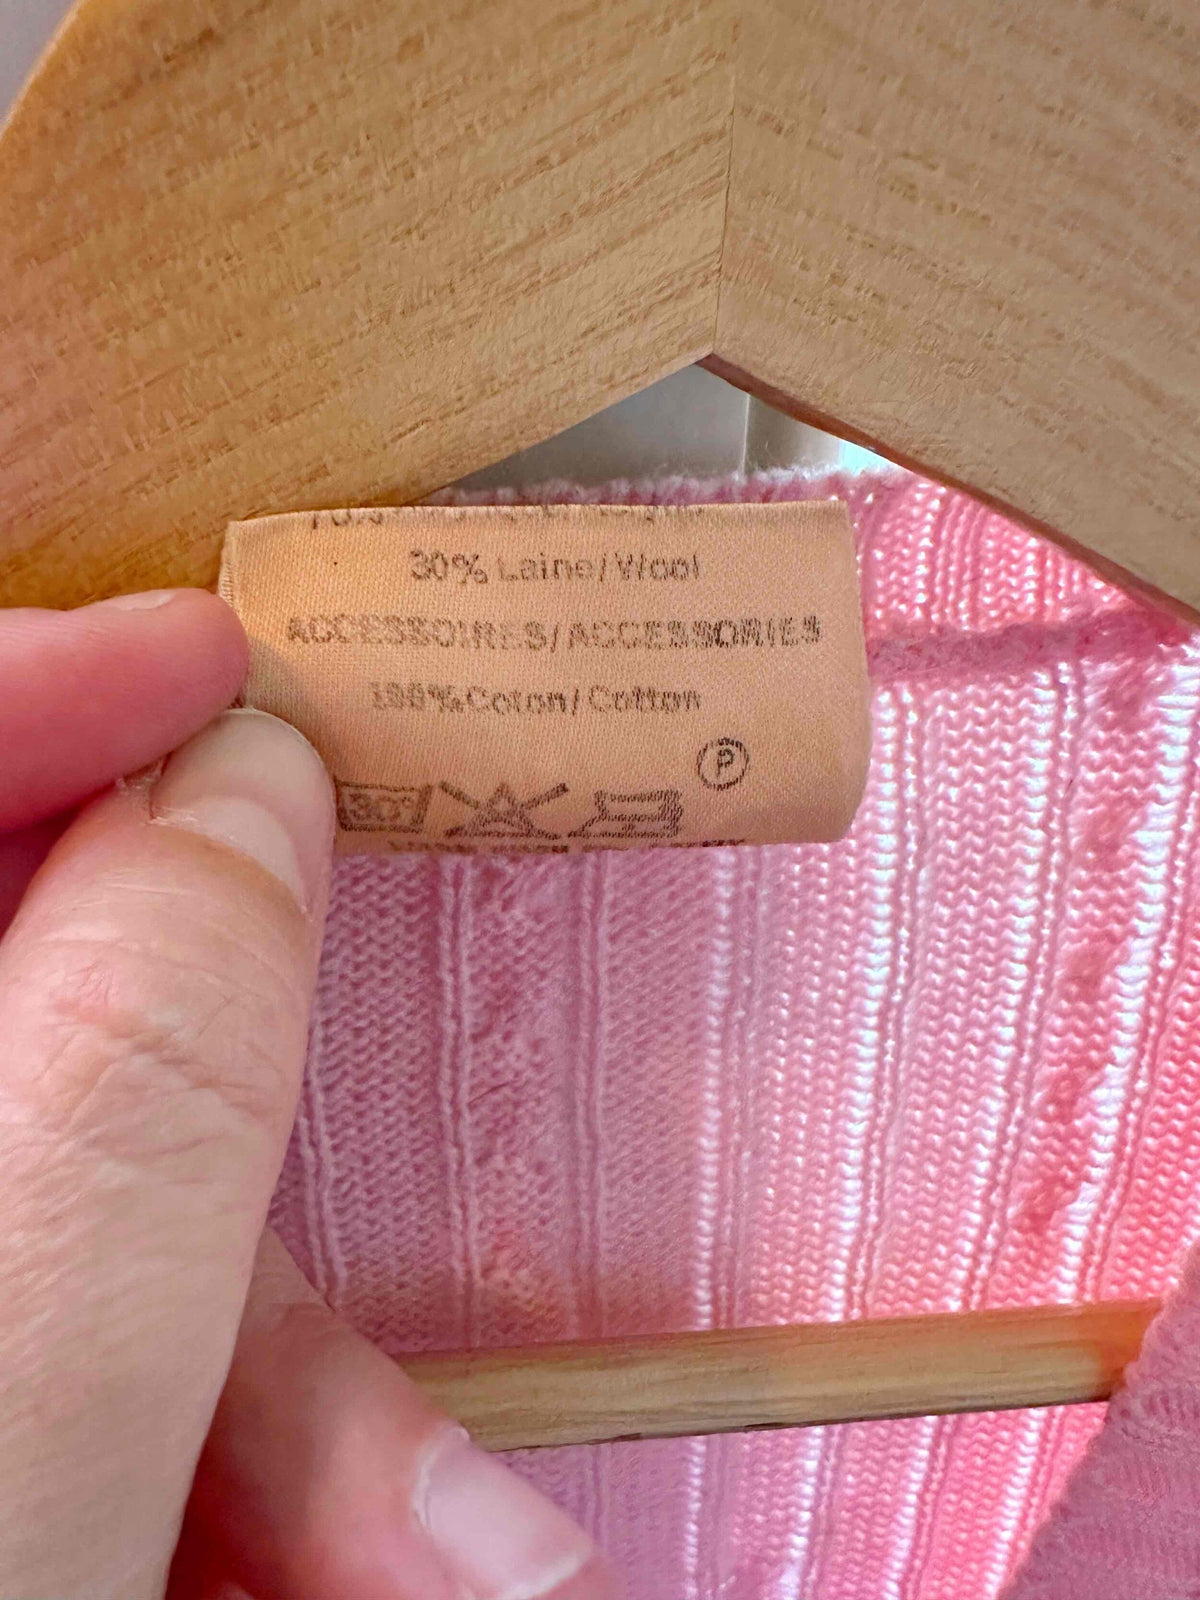 30% Laine/Wool
ACCESSOIRES/ACCESSORIES
100% Coton/Cotton
P
30°